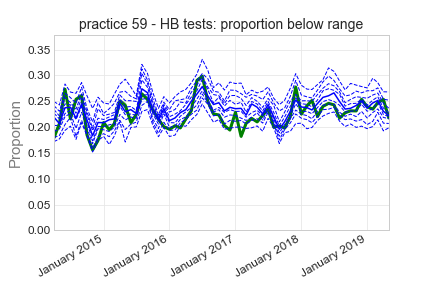 practice 59 - HB tests: proportion below range
Proportion
0.35
0.30
0.25
0.20
0.15
0.10
0.05
0.00
January 2015
January 2016
January 2017
January 2018
January 2019